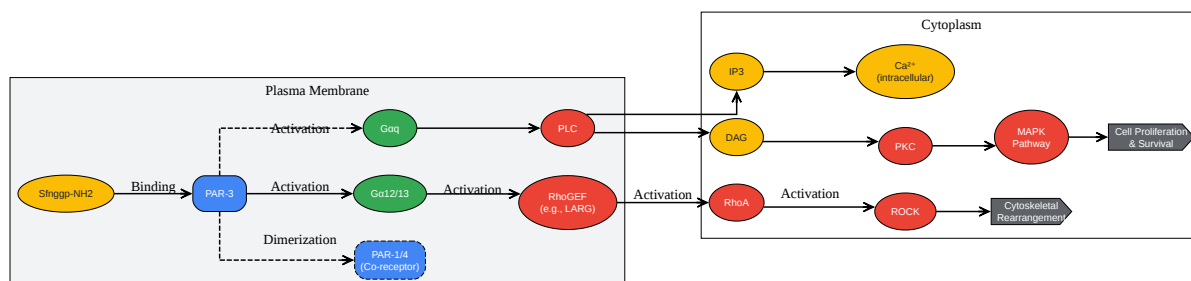 Cytoplasm
Plasma Membrane
IP3
Ca²⁺
(intracellular)
Activation
Gαq
PLC
DAG
PKC
MAPK
Pathway
Cell Proliferation
& Survival
Sfnggp-NH2
Binding
PAR-3
Activation
Gα12/13
Activation
RhoGEF
(e.g., LARG)
Activation
RhoA
Activation
ROCK
Cytoskeletal
Rearrangement
Dimerization
PAR-1/4
(Co-receptor)